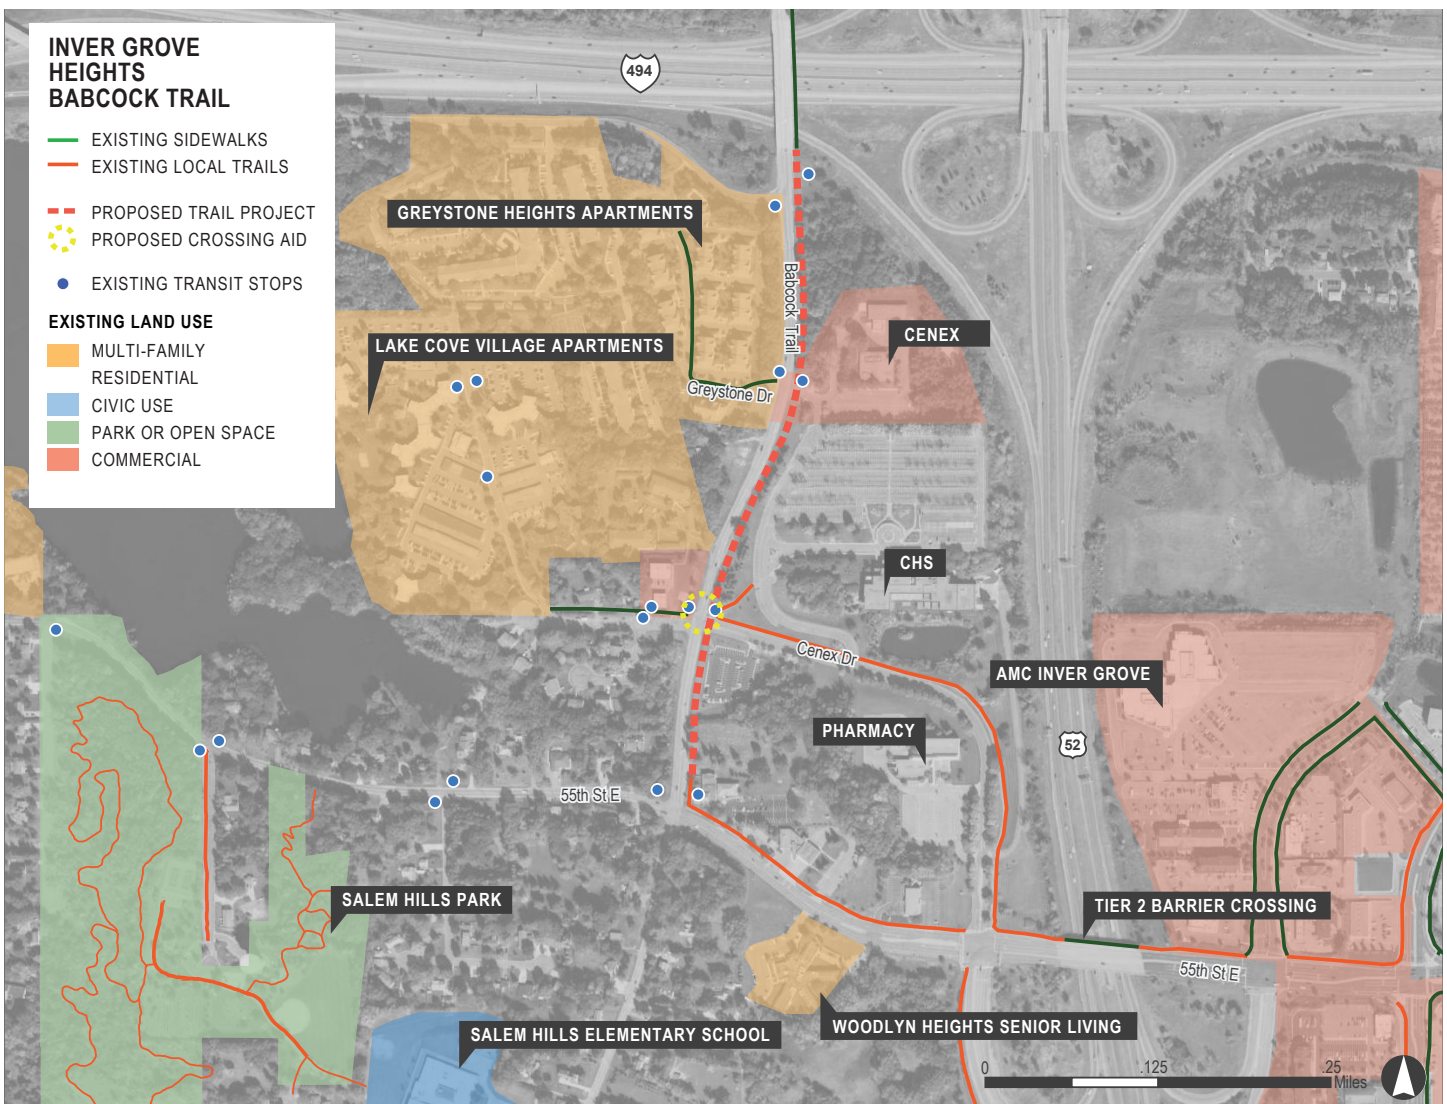 INVER GROVE
HEIGHTS
BABCOCK TRAIL
EXISTING SIDEWALKS
EXISTING LOCAL TRAILS
PROPOSED TRAIL PROJECT
PROPOSED CROSSING AID
EXISTING TRANSIT STOPS
EXISTING LAND USE
MULTI-FAMILY
RESIDENTIAL
CIVIC USE
PARK OR OPEN SPACE
COMMERCIAL
494
GREYSTONE HEIGHTS APARTMENTS
Babcock Trail
CENEX
LAKE COVE VILLAGE APARTMENTS
Greystone Dr
CHS
Cenex Dr
AMC INVER GROVE
PHARMACY
52
55th St E
SALEM HILLS PARK
TIER 2 BARRIER CROSSING
55th St E
SALEM HILLS ELEMENTARY SCHOOL
WOODLYN HEIGHTS SENIOR LIVING
0 .125 .25
Miles